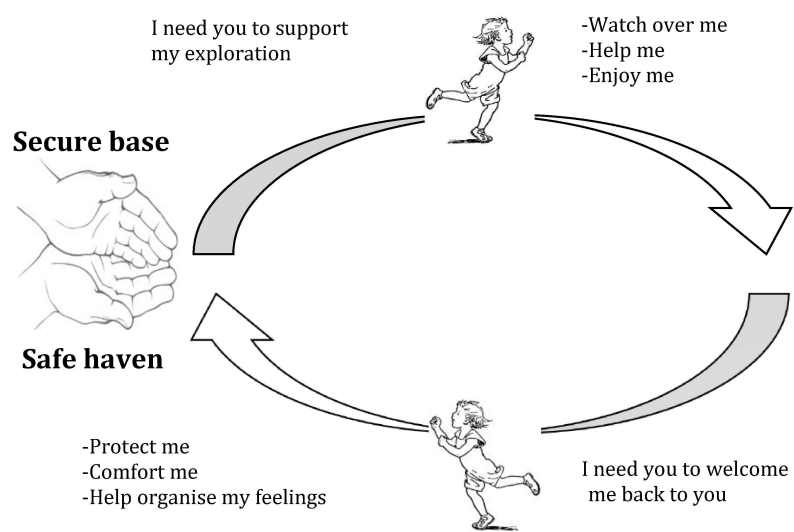 I need you to support
my exploration
-Watch over me
-Help me
-Enjoy me
Secure base
Safe haven
-Protect me
-Comfort me
-Help organise my feelings
I need you to welcome
me back to you